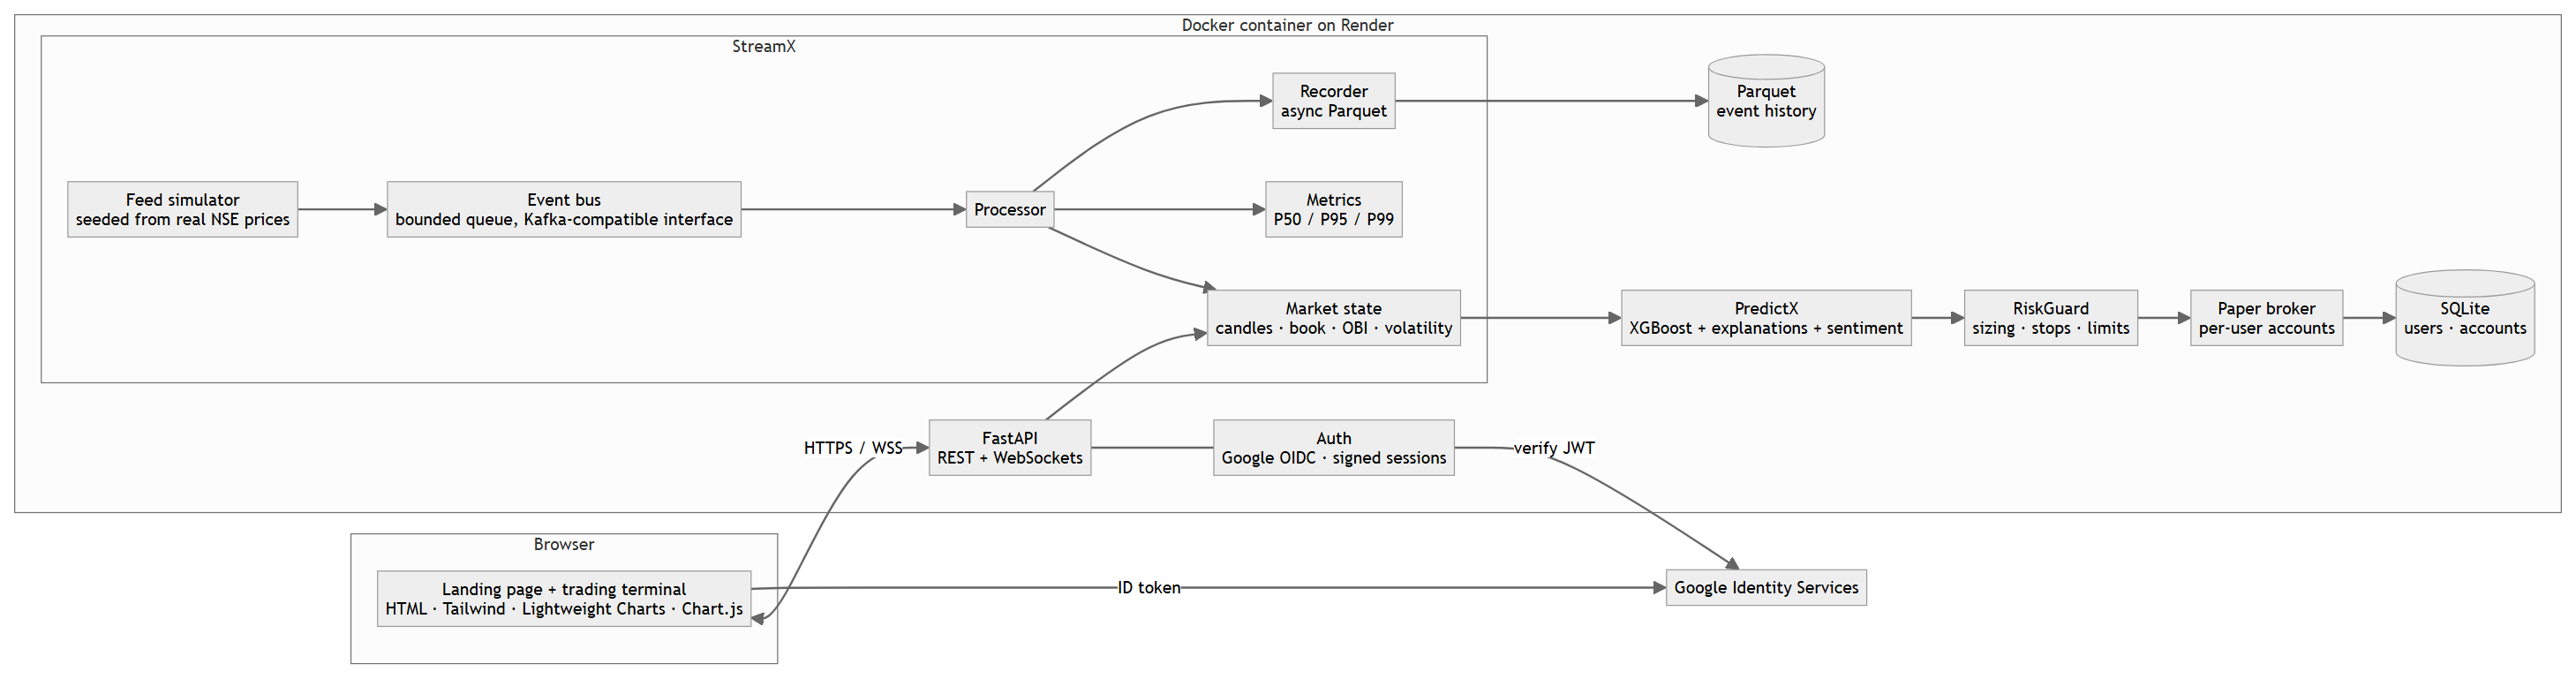 Docker container on Render
StreamX
Recorder
async Parquet
Parquet
event history
Feed simulator
seeded from real NSE prices
Event bus
bounded queue, Kafka-compatible interface
Processor
Metrics
P50 / P95 / P99
Market state
candles · book · OBI · volatility
PredictX
XGBoost + explanations + sentiment
RiskGuard
sizing · stops · limits
Paper broker
per-user accounts
SQLite
users · accounts
HTTPS / WSS
FastAPI
REST + WebSockets
Auth
Google OIDC · signed sessions
verify JWT
Browser
Landing page + trading terminal
HTML · Tailwind · Lightweight Charts · Chart.js
ID token
Google Identity Services